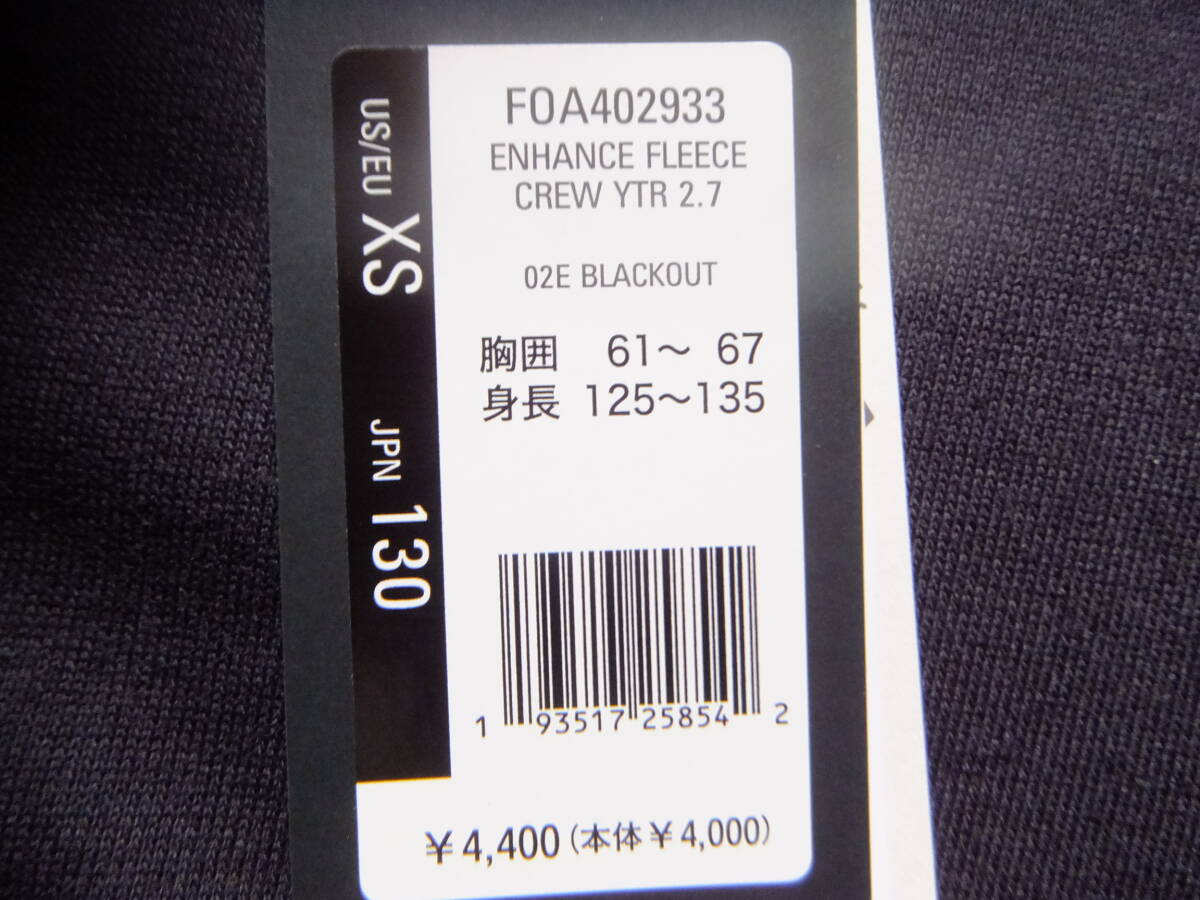 US/EU XS
JPN 130
FOA402933
ENHANCE FLEECE
CREW YTR 2.7
02E BLACKOUT
胸囲 61～ 67
身長 125～135
1 93517 25854 2
¥4,400(本体¥4,000)